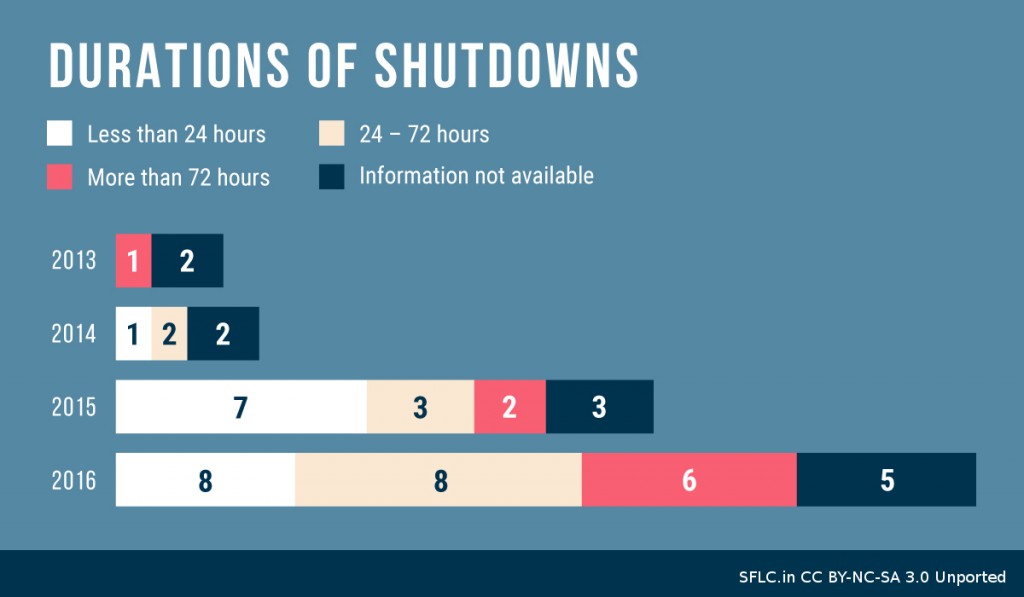 DURATIONS OF SHUTDOWNS
Less than 24 hours
24 – 72 hours
More than 72 hours
Information not available
2013 1 2
2014 1 2 2
2015 7 3 2 3
2016 8 8 6 5
SFLC.in CC BY-NC-SA 3.0 Unported